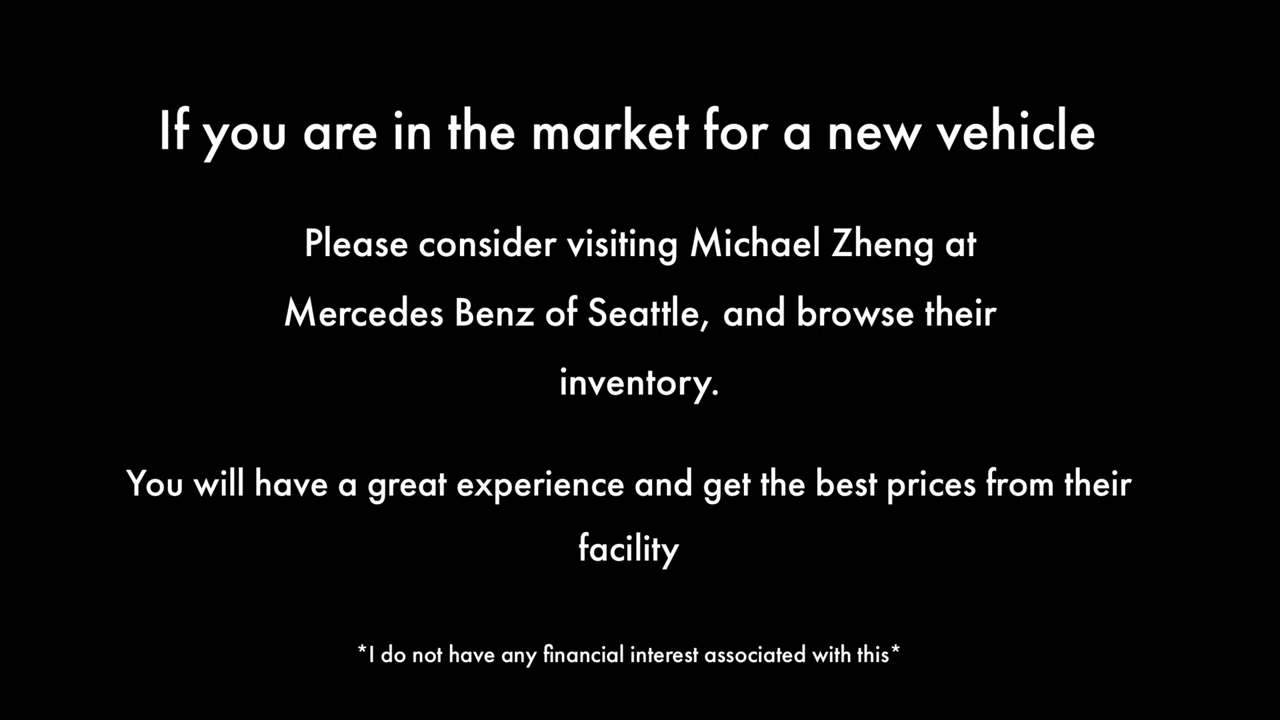 If you are in the market for a new vehicle
Please consider visiting Michael Zheng at
Mercedes Benz of Seattle, and browse their
inventory.
You will have a great experience and get the best prices from their
facility
*I do not have any financial interest associated with this*